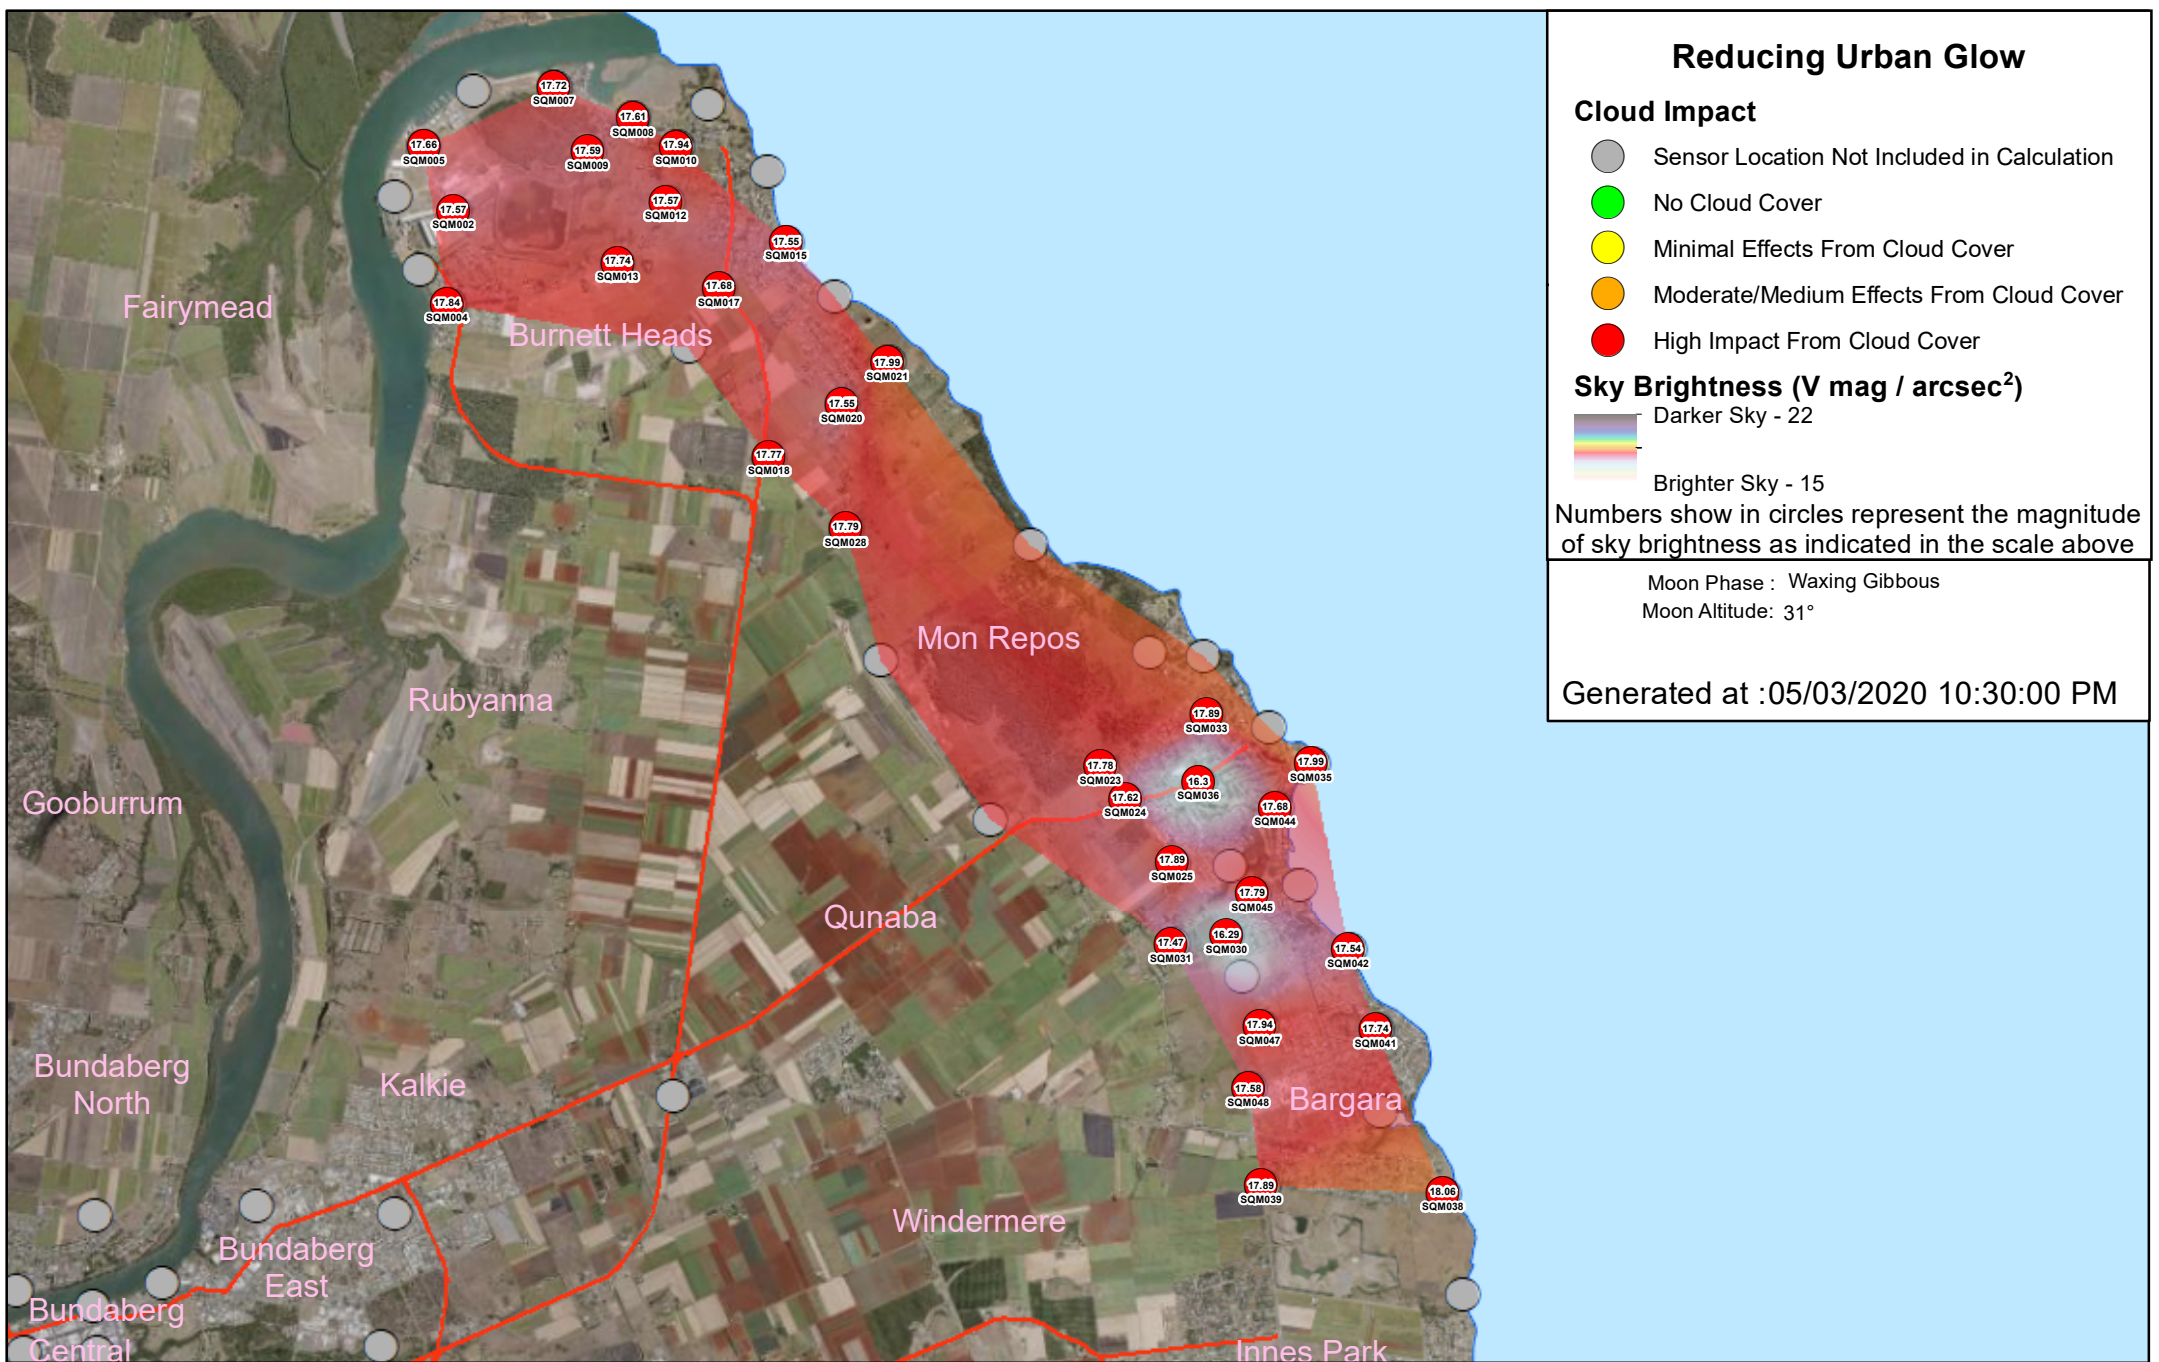 Reducing Urban Glow
Cloud Impact
Sensor Location Not Included in Calculation
No Cloud Cover
Minimal Effects From Cloud Cover
Moderate/Medium Effects From Cloud Cover
High Impact From Cloud Cover
Sky Brightness (V mag / arcsec²)
Darker Sky - 22
Brighter Sky - 15
Numbers show in circles represent the magnitude
of sky brightness as indicated in the scale above
Moon Phase : Waxing Gibbous
Moon Altitude: 31°
Generated at :05/03/2020 10:30:00 PM
17.72
SQM007
17.61
SQM008
17.66
SQM005
17.59
SQM009
17.94
SQM010
17.57
SQM002
17.57
SQM012
17.55
SQM015
17.74
SQM013
17.68
SQM017
17.84
SQM004
Fairymead
Burnett Heads
17.99
SQM021
17.55
SQM020
17.77
SQM018
17.79
SQM028
Mon Repos
Rubyanna
17.89
SQM033
17.78
SQM023
16.3
SQM036
17.99
SQM035
17.62
SQM024
17.68
SQM044
Gooburrum
17.89
SQM025
17.79
SQM045
Qunaba
17.47
SQM031
16.29
SQM030
17.54
SQM042
17.94
SQM047
17.74
SQM041
Bundaberg
North
Kalkie
17.58
SQM048
Bargara
17.89
SQM039
18.06
SQM038
Windermere
Bundaberg
East
Bundaberg
Central
Innes Park